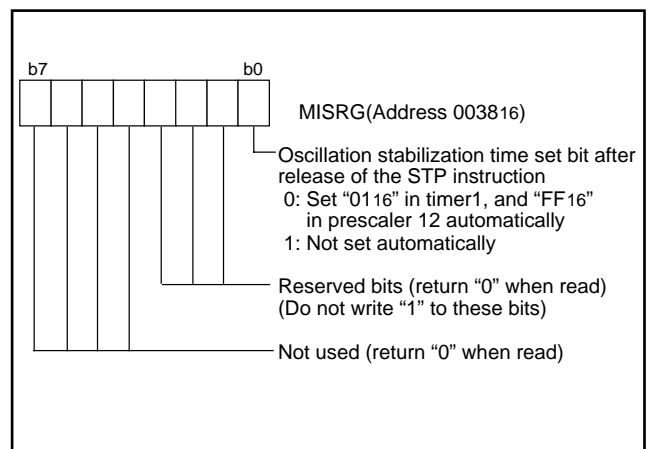 b7 b0
MISRG(Address 003816)
Oscillation stabilization time set bit after
release of the STP instruction
0: Set “0116” in timer1, and “FF16”
in prescaler 12 automatically
1: Not set automatically
Reserved bits (return “0” when read)
(Do not write “1” to these bits)
Not used (return “0” when read)